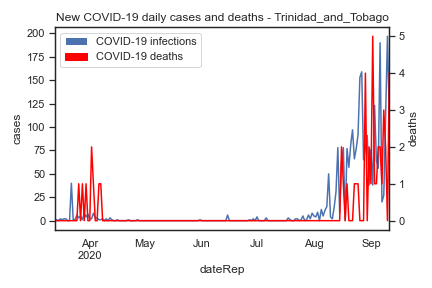 New COVID-19 daily cases and deaths - Trinidad_and_Tobago
COVID-19 infections
COVID-19 deaths
cases
200
175
150
125
100
75
50
25
0
deaths
5
4
3
2
1
0
Apr May Jun Jul Aug Sep
2020
dateRep